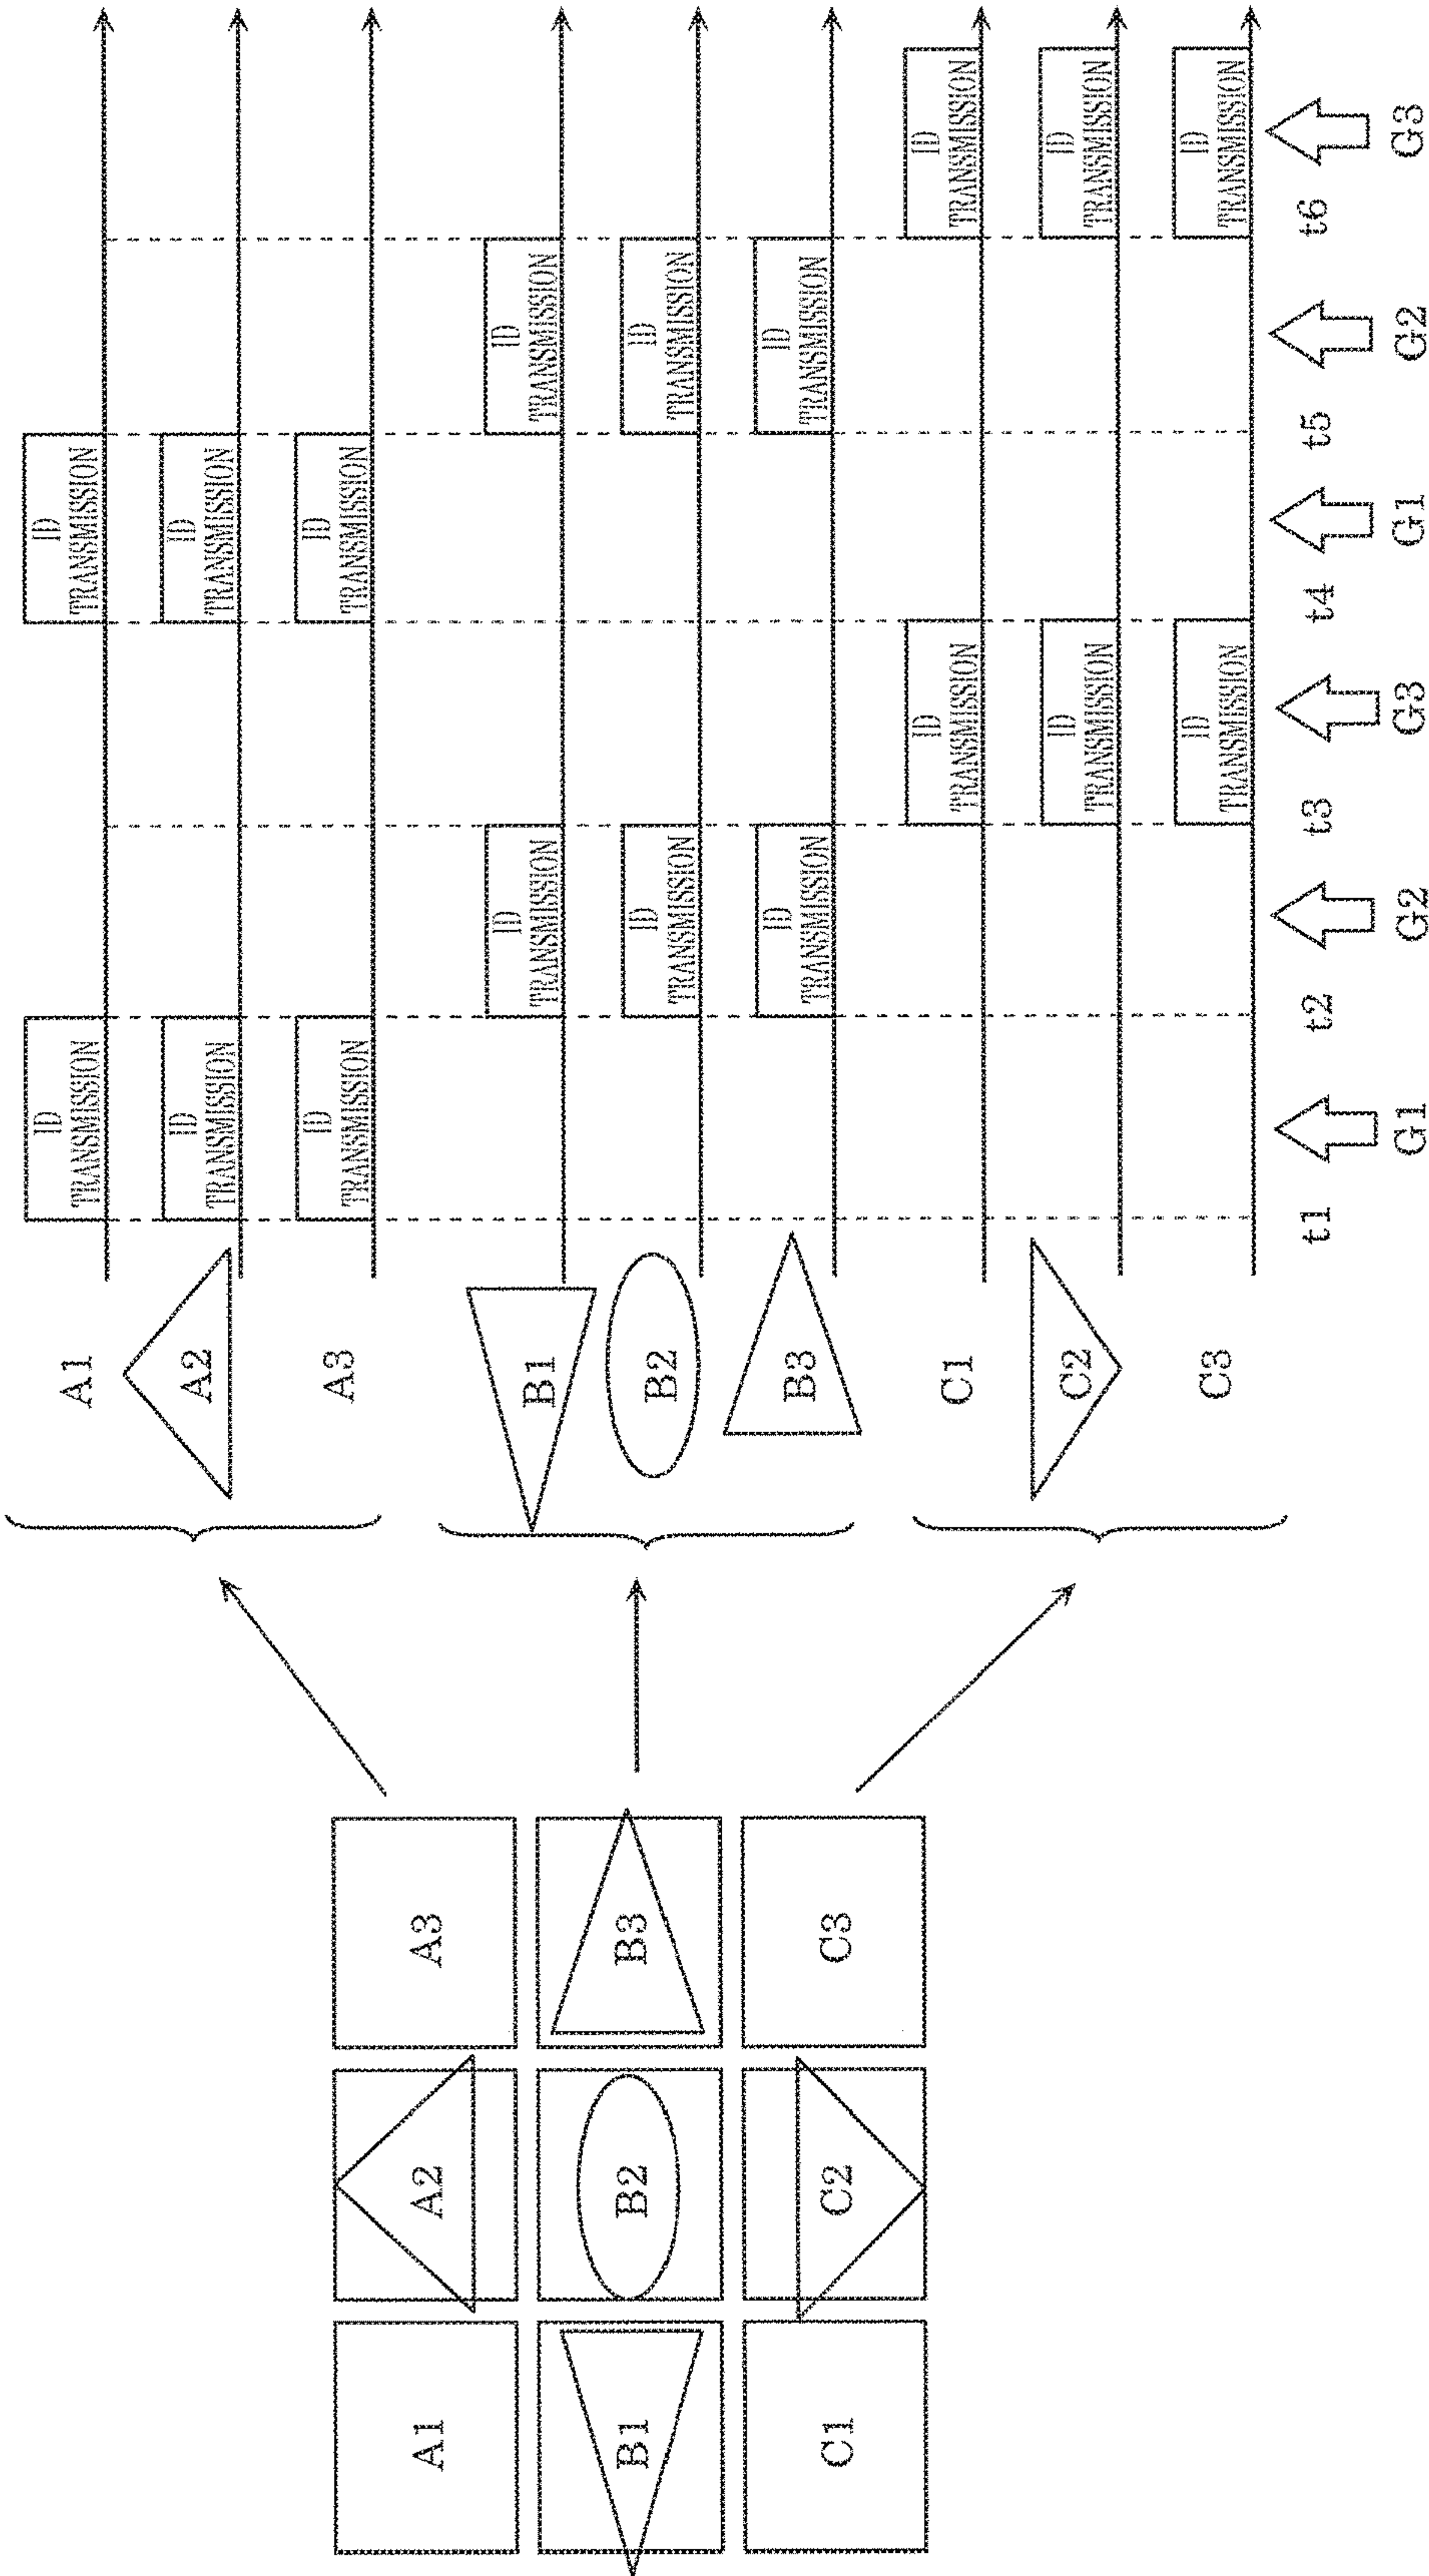 A1
A2
A3
B1
B2
B3
C1
C2
C3
A1
ID
TRANSMISSION
ID
TRANSMISSION
A2
ID
TRANSMISSION
ID
TRANSMISSION
A3
ID
TRANSMISSION
ID
TRANSMISSION
B1
ID
TRANSMISSION
ID
TRANSMISSION
B2
ID
TRANSMISSION
ID
TRANSMISSION
B3
ID
TRANSMISSION
ID
TRANSMISSION
C1
ID
TRANSMISSION
ID
TRANSMISSION
C2
ID
TRANSMISSION
ID
TRANSMISSION
C3
ID
TRANSMISSION
ID
TRANSMISSION
t1 t2 t3 t4 t5 t6
G1 G2 G3 G1 G2 G3